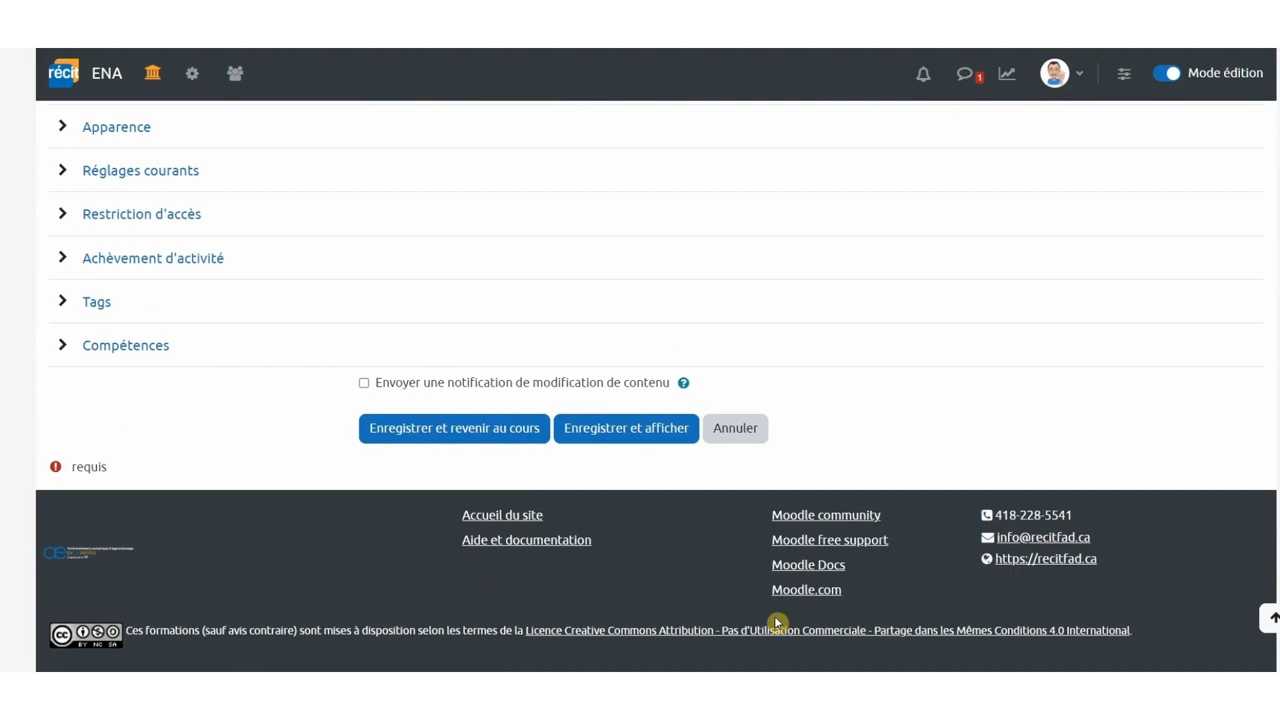 récit ENA 1 Mode édition
Apparence
Réglages courants
Restriction d'accès
Achèvement d'activité
Tags
Compétences
Envoyer une notification de modification de contenu ?
Enregistrer et revenir au cours Enregistrer et afficher Annuler
! requis
Accueil du site
Aide et documentation
Moodle community
Moodle free support
Moodle Docs
Moodle.com
418-228-5541
info@recitfad.ca
https://recitfad.ca
cc BY NC SA Ces formations (sauf avis contraire) sont mises à disposition selon les termes de la Licence Creative Commons Attribution - Pas d'Utilisation Commerciale - Partage dans les Mêmes Conditions 4.0 International.